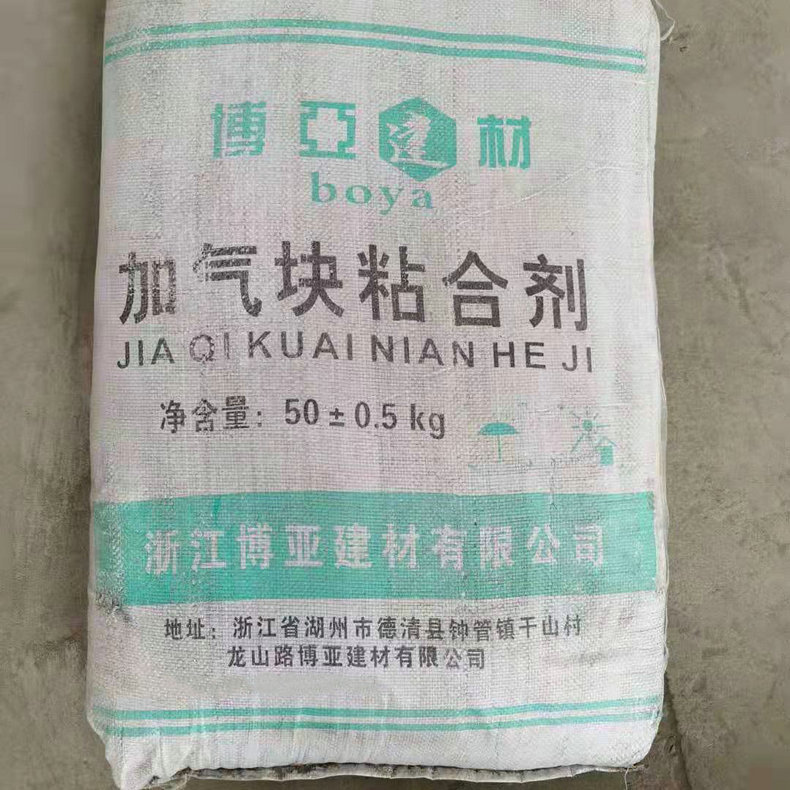 博亚建材
boya
加气块粘合剂
JIA QI KUAI NIAN HE JI
净含量：50±0.5kg
浙江博亚建材有限公司
地址：浙江省湖州市德清县钟管镇干山村
龙山路博亚建材有限公司